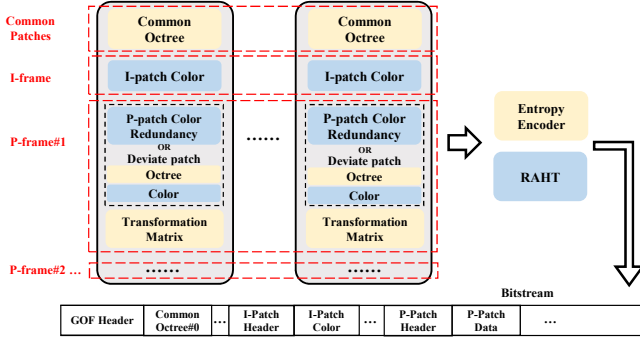 Common
Patches
Common
Octree
Common
Octree
I-frame
I-patch Color
I-patch Color
P-frame#1
P-patch Color
Redundancy
OR
Deviate patch
Octree
Color
Transformation
Matrix
......
P-patch Color
Redundancy
OR
Deviate patch
Octree
Color
Transformation
Matrix
Entropy
Encoder
RAHT
P-frame#2 ...
......
......
Bitstream
GOF Header
Common
Octree#0
...
I-Patch
Header
I-Patch
Color
...
P-Patch
Header
P-Patch
Data
...